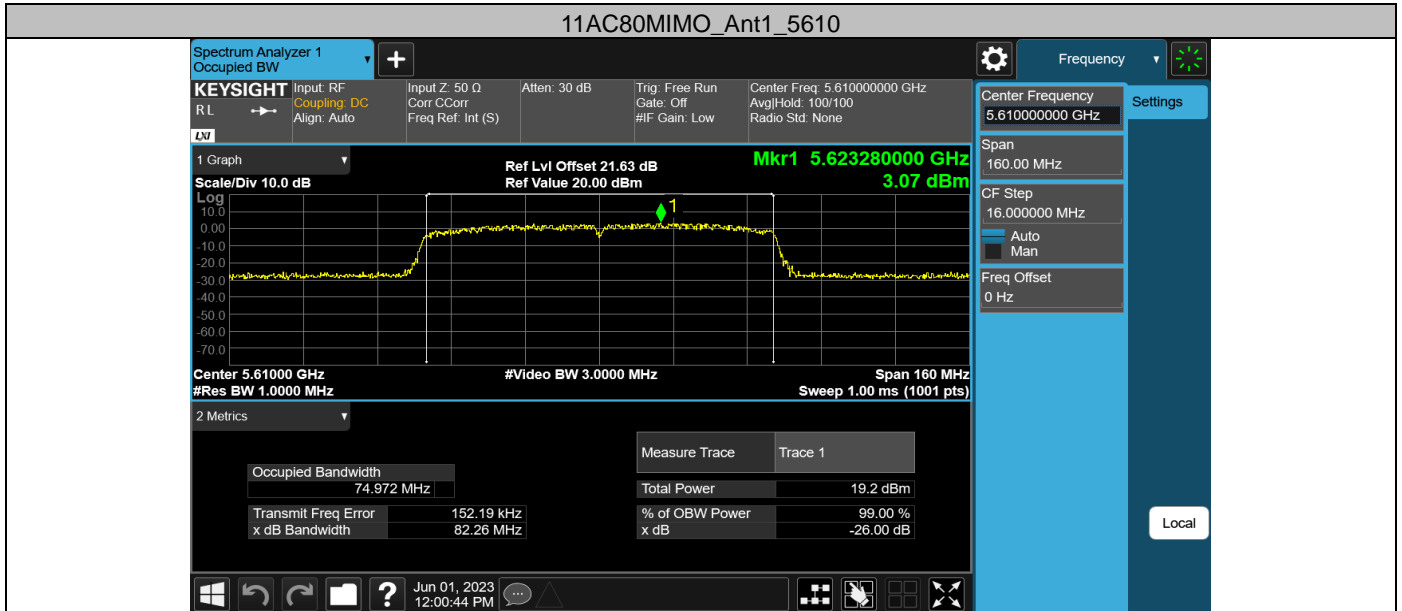 11AC80MIMO_Ant1_5610
Spectrum Analyzer 1
Occupied BW
Frequency
KEYSIGHT
R L
LXI
Input: RF
Coupling: DC
Align: Auto
Input Z: 50 Ω
Corr CCorr
Freq Ref: Int (S)
Atten: 30 dB
Trig: Free Run
Gate: Off
#IF Gain: Low
Center Freq: 5.610000000 GHz
Avg|Hold: 100/100
Radio Std: None
Center Frequency
5.610000000 GHz
Settings
Span
160.00 MHz
CF Step
16.000000 MHz
Auto
Man
Freq Offset
0 Hz
Local
1 Graph
Scale/Div 10.0 dB
Ref Lvl Offset 21.63 dB
Ref Value 20.00 dBm
Mkr1 5.623280000 GHz
3.07 dBm
Log
10.0
0.00
-10.0
-20.0
-30.0
-40.0
-50.0
-60.0
-70.0
1
Center 5.61000 GHz
#Res BW 1.0000 MHz
#Video BW 3.0000 MHz
Span 160 MHz
Sweep 1.00 ms (1001 pts)
2 Metrics
Measure Trace Trace 1
Occupied Bandwidth
74.972 MHz
Total Power 19.2 dBm
Transmit Freq Error 152.19 kHz
% of OBW Power 99.00 %
x dB Bandwidth 82.26 MHz
x dB -26.00 dB
?
Jun 01, 2023
12:00:44 PM